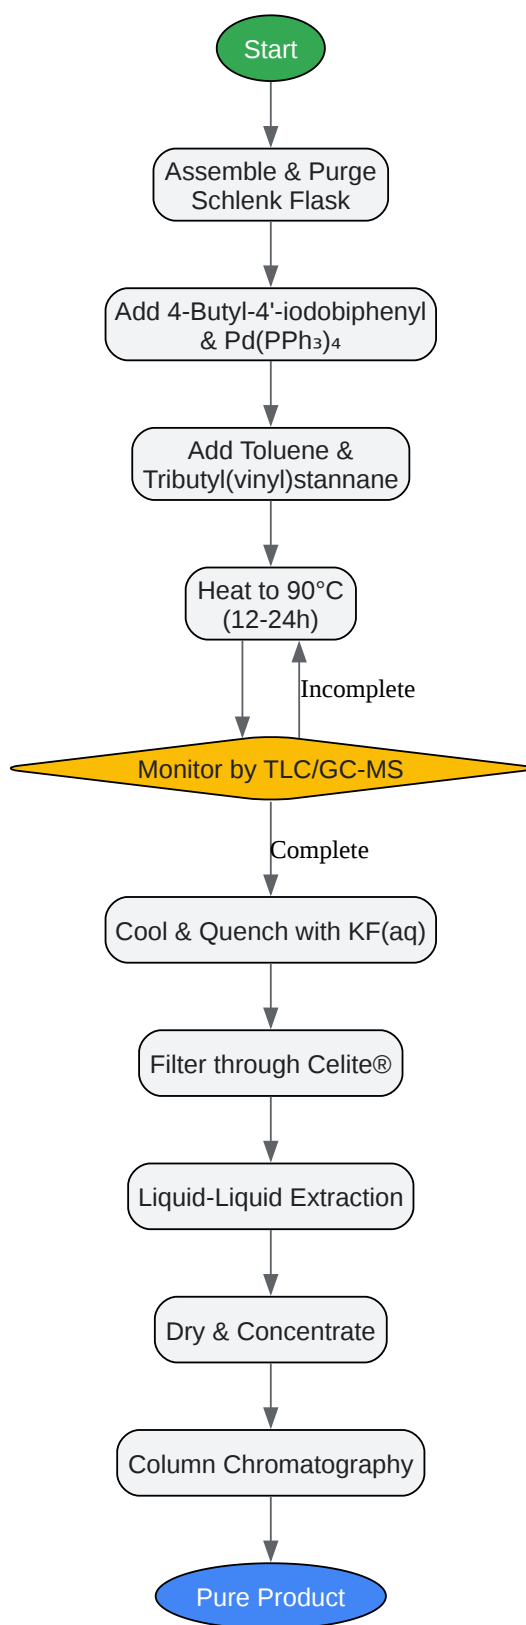 Start
Assemble & Purge
Schlenk Flask
Add 4-Butyl-4'-iodobiphenyl
& Pd(PPh₃)₄
Add Toluene &
Tributyl(vinyl)stannane
Heat to 90°C
(12-24h)
Incomplete
Monitor by TLC/GC-MS
Complete
Cool & Quench with KF(aq)
Filter through Celite®
Liquid-Liquid Extraction
Dry & Concentrate
Column Chromatography
Pure Product